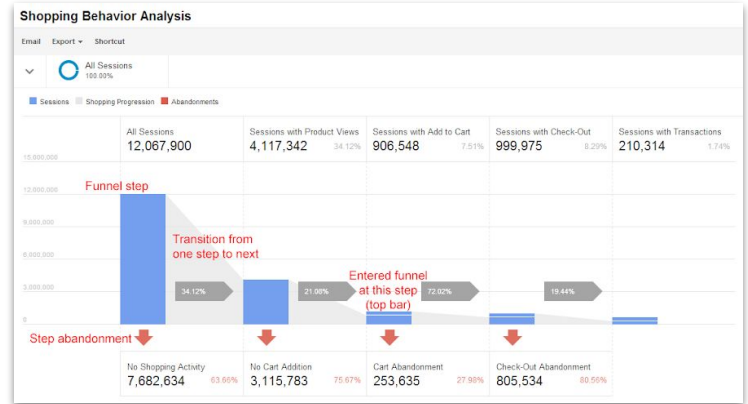 Shopping Behavior Analysis
Email Export Shortcut
All Sessions
100.00%
Sessions Shopping Progression Abandonments
All Sessions Sessions with Product Views Sessions with Add to Cart Sessions with Check-Out Sessions with Transactions
12,067,900 4,117,342 34.12% 906,548 7.51% 999,975 8.29% 210,314 1.74%
15,000,000
12,000,000
Funnel step
9,000,000
Transition from
one step to next
6,000,000
Entered funnel
at this step
(top bar)
3,000,000
34.12% 21.08% 72.02% 19.44%
0
Step abandonment
No Shopping Activity No Cart Addition Cart Abandonment Check-Out Abandonment
7,682,634 63.66% 3,115,783 75.67% 253,635 27.98% 805,534 80.56%